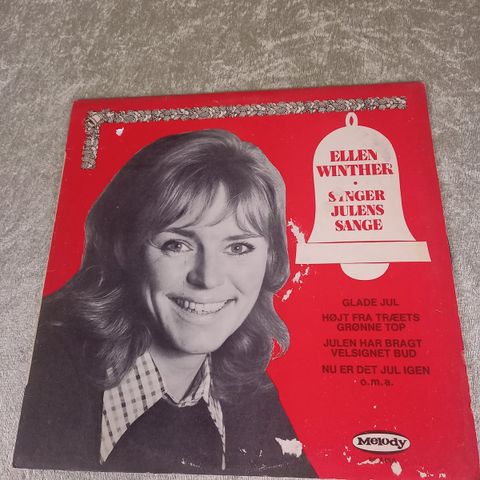 ELLEN
WINTHER
•
SYNGER
JULENS
SANGE
GLADE JUL
HØJT FRA TRÆETS
GRØNNE TOP
JULEN HAR BRAGT
VELSIGNET BUD
NU ER DET JUL IGEN
o.m.a.
Melody